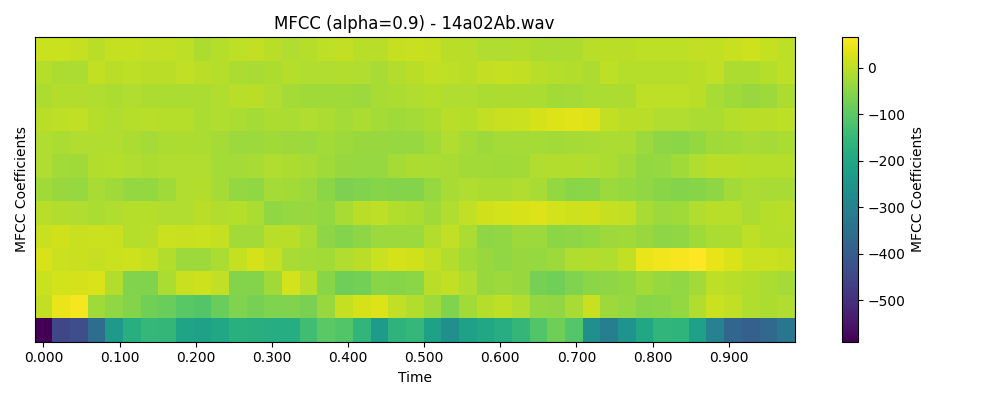 MFCC (alpha=0.9) - 14a02Ab.wav
MFCC Coefficients
0.000 0.100 0.200 0.300 0.400 0.500 0.600 0.700 0.800 0.900
Time
0
−100
−200
−300
−400
−500
MFCC Coefficients